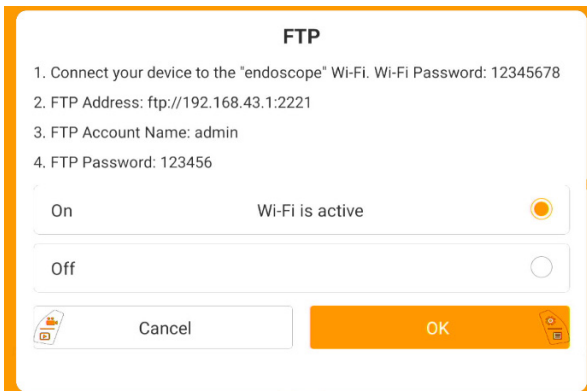 FTP
1. Connect your device to the "endoscope" Wi-Fi. Wi-Fi Password: 12345678
2. FTP Address: ftp://192.168.43.1:2221
3. FTP Account Name: admin
4. FTP Password: 123456
On Wi-Fi is active
Off
Cancel OK